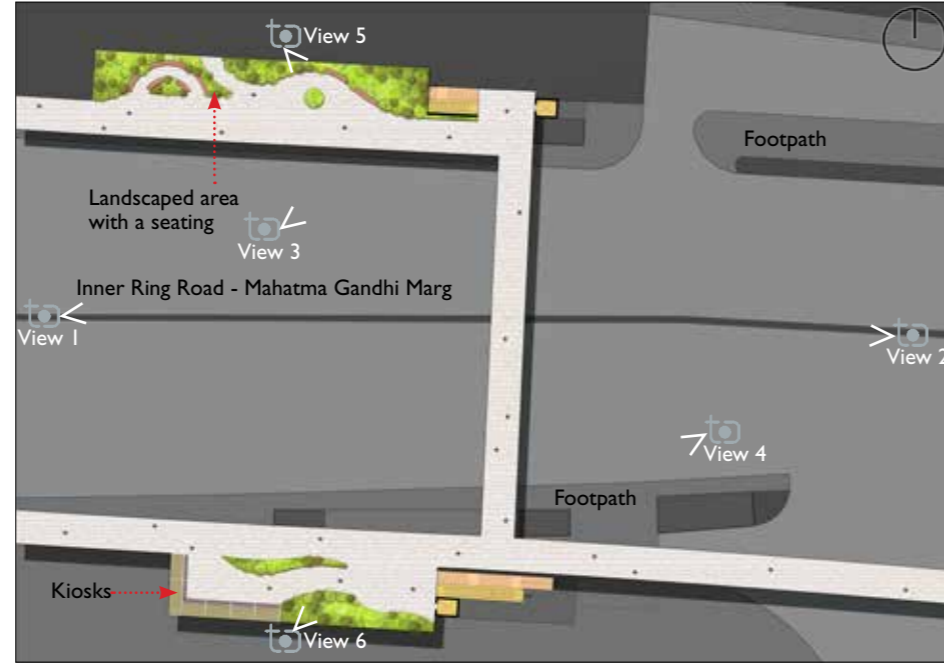 View 5
Footpath
Landscaped area
with a seating
View 3
Inner Ring Road - Mahatma Gandhi Marg
View 1
View 2
View 4
Footpath
Kiosks
View 6